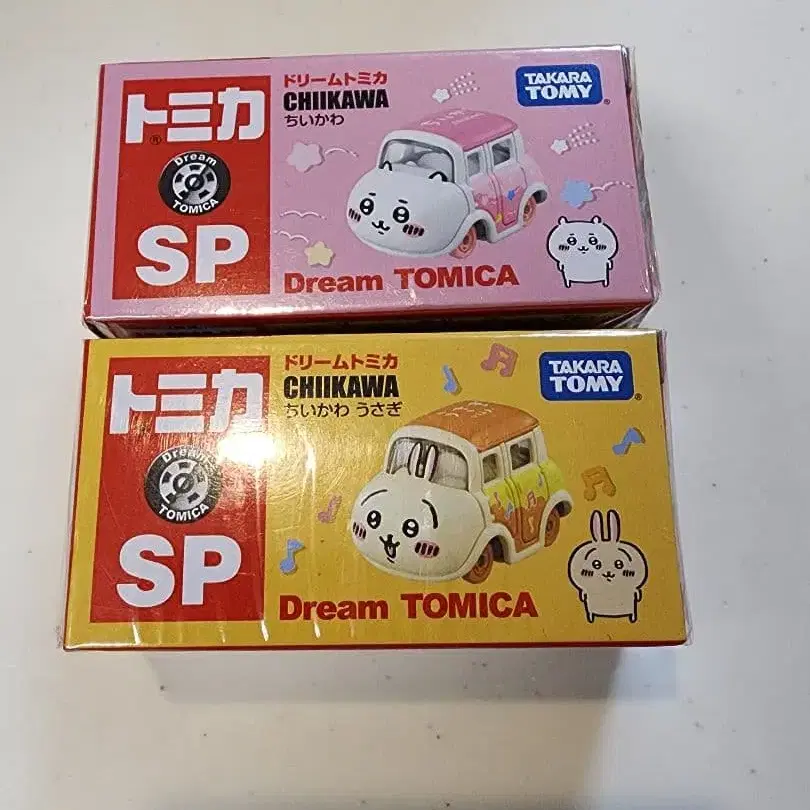 トミカ
Dream
TOMICA
SP
ドリームトミカ
CHIIKAWA
ちいかわ
Dream TOMICA
TAKARA
TOMY
トミカ
Dream
TOMICA
SP
ドリームトミカ
CHIIKAWA
ちいかわ うさぎ
Dream TOMICA
TAKARA
TOMY